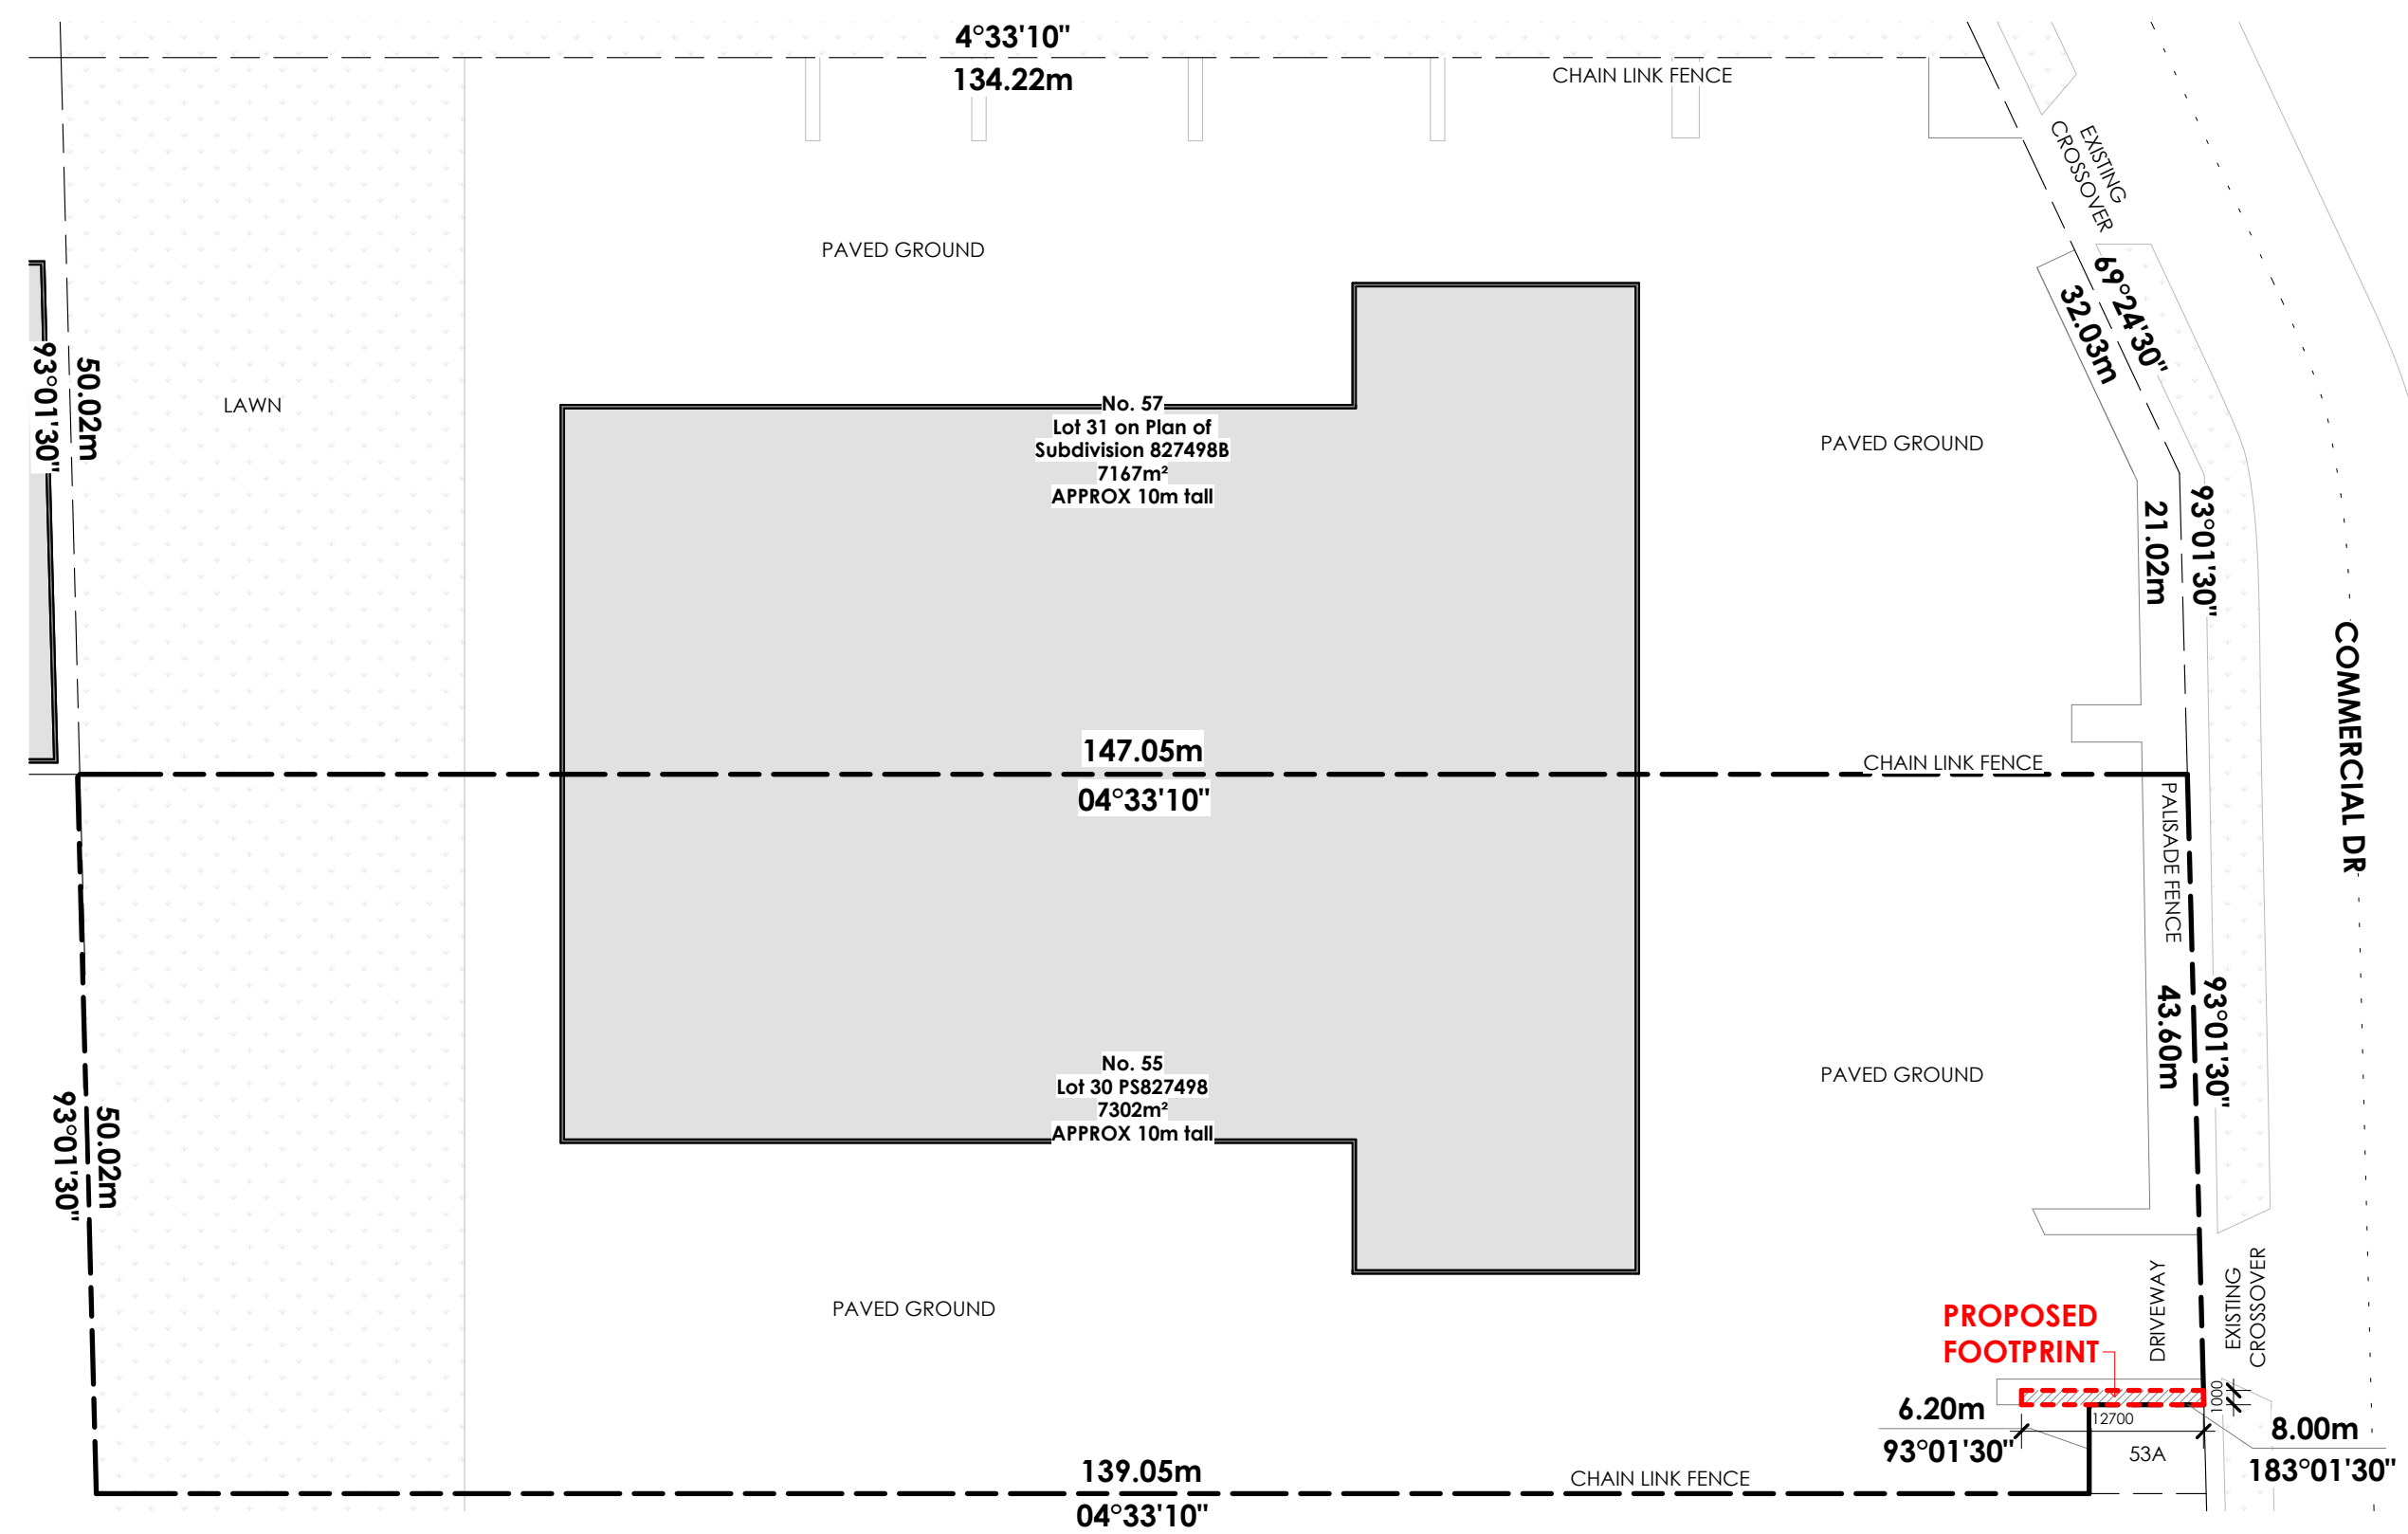 4°33'10"
134.22m
CHAIN LINK FENCE
EXISTING
CROSSOVER
PAVED GROUND
69°24'30"
32.03m
50.02m
93°01'30"
LAWN
No. 57
Lot 31 on Plan of
Subdivision 827498B
7167m²
APPROX 10m tall
PAVED GROUND
93°01'30"
21.02m
COMMERCIAL DR
147.05m
04°33'10"
CHAIN LINK FENCE
PALISADE FENCE
93°01'30"
43.60m
No. 55
Lot 30 PS827498
7302m²
APPROX 10m tall
PAVED GROUND
50.02m
93°01'30"
PAVED GROUND
DRIVEWAY
EXISTING
CROSSOVER
PROPOSED
FOOTPRINT
1000
6.20m
93°01'30"
12700
8.00m
183°01'30"
53A
139.05m
04°33'10"
CHAIN LINK FENCE